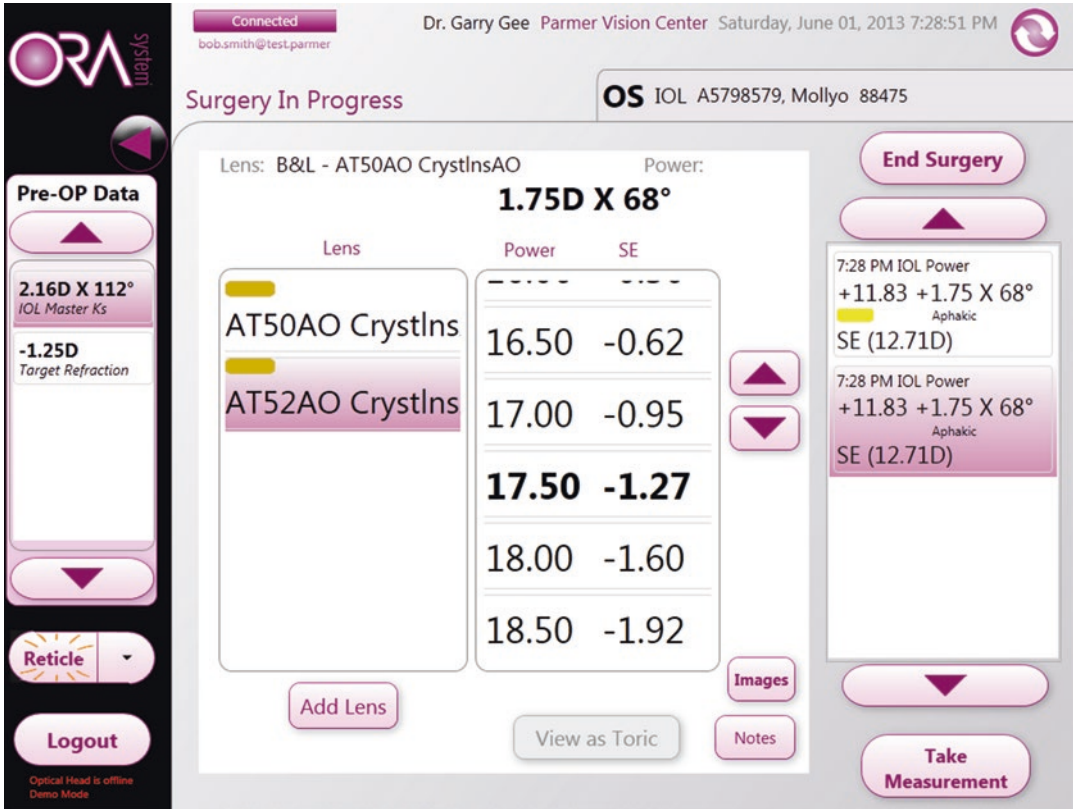 ORA system
Connected
bob.smith@test.parmer
Dr. Garry Gee Parmer Vision Center Saturday, June 01, 2013 7:28:51 PM
Surgery In Progress
OS IOL A5798579, Mollyo 88475
Pre-OP Data
2.16D X 112°
IOL Master Ks
-1.25D
Target Refraction
Reticle
Logout
Optical Head is offline
Demo Mode
Lens: B&L - AT50AO CrystlnsAO Power:
1.75D X 68°
Lens Power SE
AT50AO Crystlns
AT52AO Crystlns
16.50 -0.62
17.00 -0.95
17.50 -1.27
18.00 -1.60
18.50 -1.92
Add Lens
View as Toric
Images
Notes
End Surgery
7:28 PM IOL Power
+11.83 +1.75 X 68°
Aphakic
SE (12.71D)
7:28 PM IOL Power
+11.83 +1.75 X 68°
Aphakic
SE (12.71D)
Take
Measurement